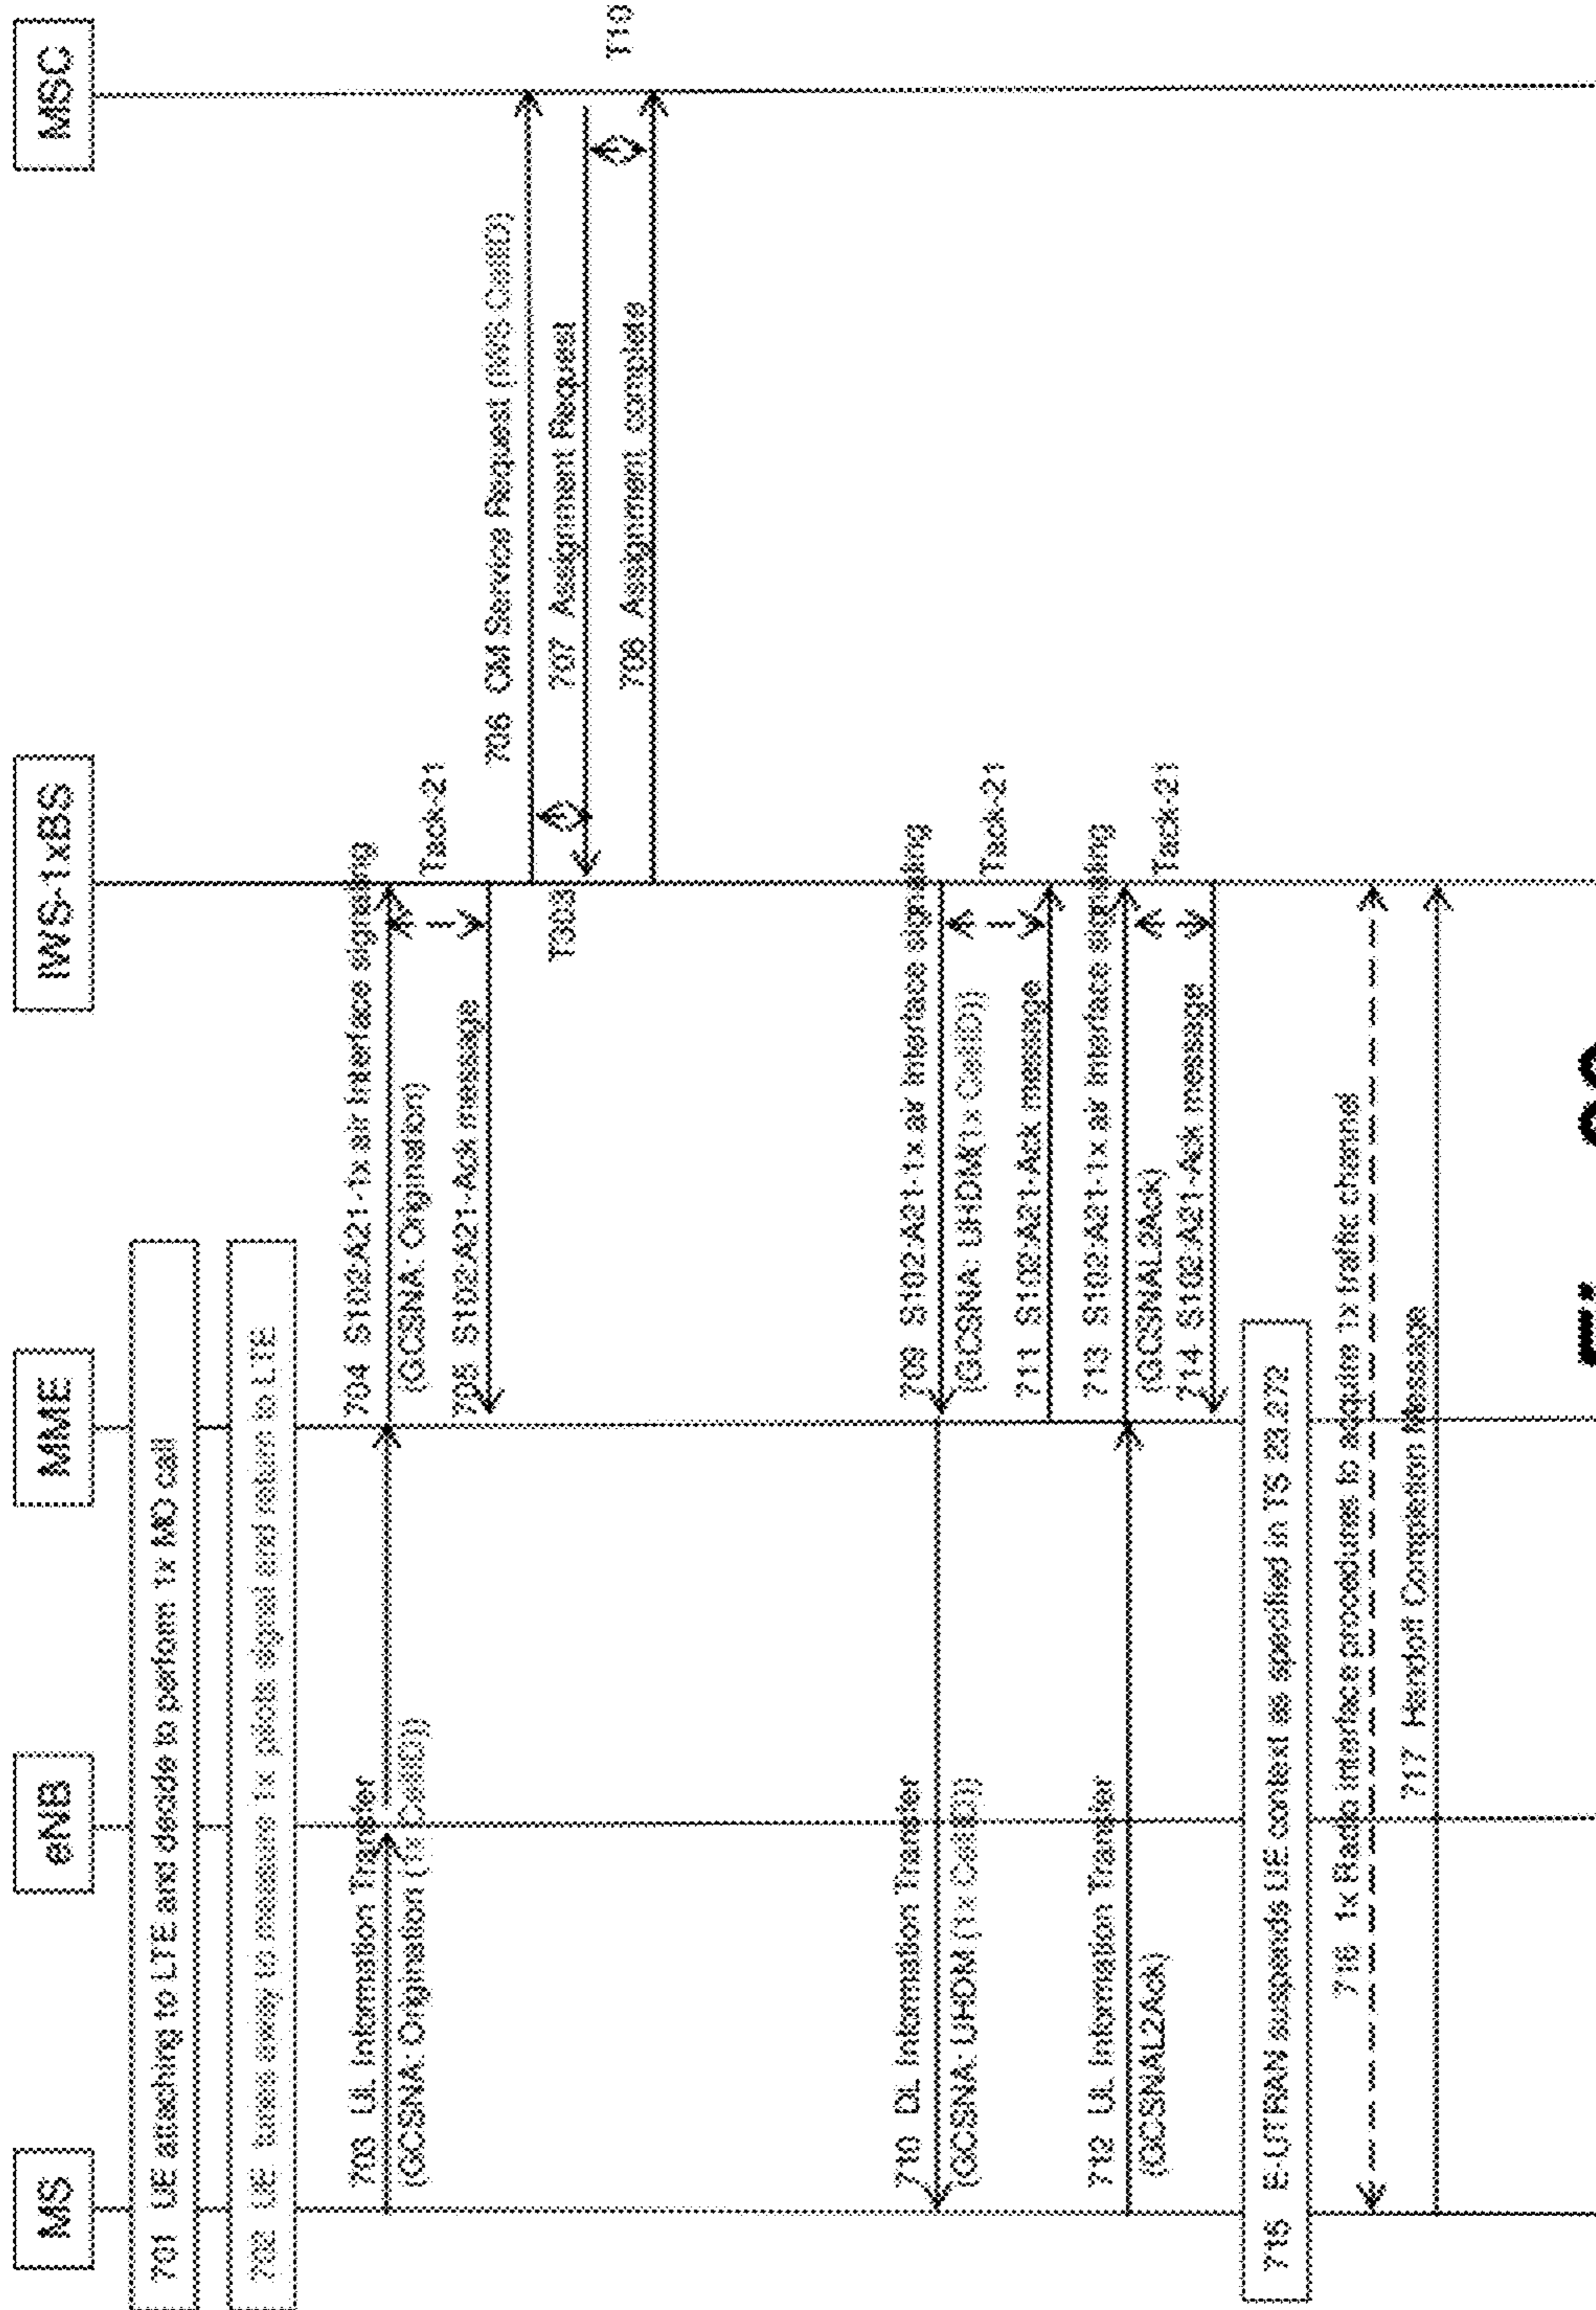 MS
eNB
MME
IWS-1xBS
MSC
701 UE attaching to LTE and decide to perform 1x MO call
702 UE tunes away to measure 1x pilots signal and return to LTE
703 UL Information Transfer
(GCSNA: Origination (1x CellID))
704 S102:A21-1x air interface signaling
(GCSNA: Origination)
Tack-21
705 S102:A21-Ack message
706 CM Service Request
T303
707 Assignment Request
T10
708 Assignment complete
709 S102:A21-1x air interface signaling
(GCSNA: UHDM(1x CellID))
710 DL Information Transfer
(GCSNA: UHDM (1x CellID))
Tack-21
711 S102:A21-Ack message
712 UL Information Transfer
(GCSNAL2Ack)
713 S102:A21-1x air interface signaling
(GCSNAL2Ack)
Tack-21
714 S102:A21-Ack message
715 E-UTRAN suspends UE context as specified in TS 23.272
716 1x Radio interface procedures to acquire 1x traffic channel
717 Handoff Completion Message